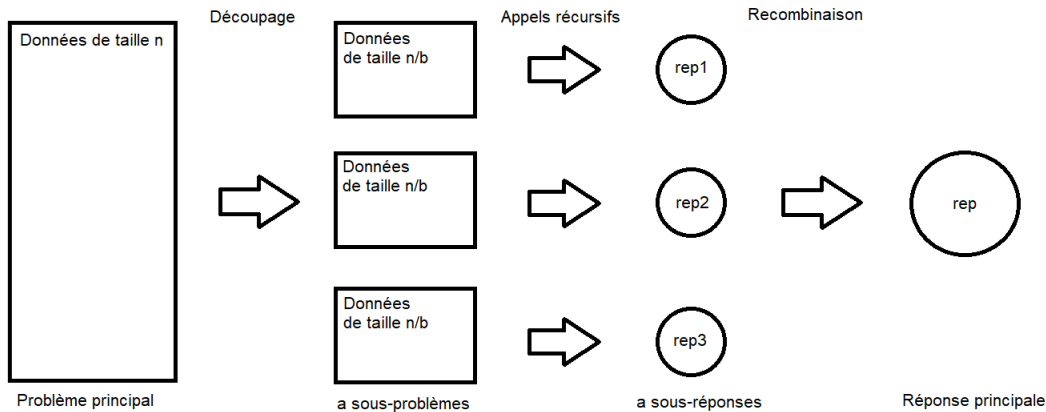 Découpage
Appels récursifs
Recombinaison
Données de taille n
Données
de taille n/b
rep1
Données
de taille n/b
rep2
rep
Données
de taille n/b
rep3
Problème principal
a sous-problèmes
a sous-réponses
Réponse principale